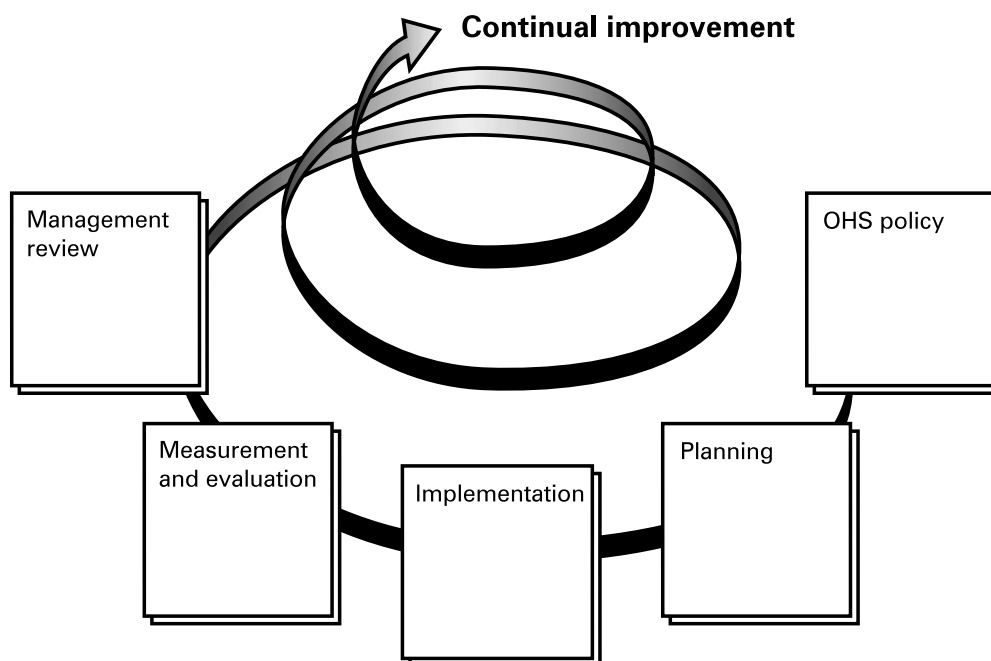 Continual improvement
Management
review
OHS policy
Measurement
and evaluation
Planning
Implementation